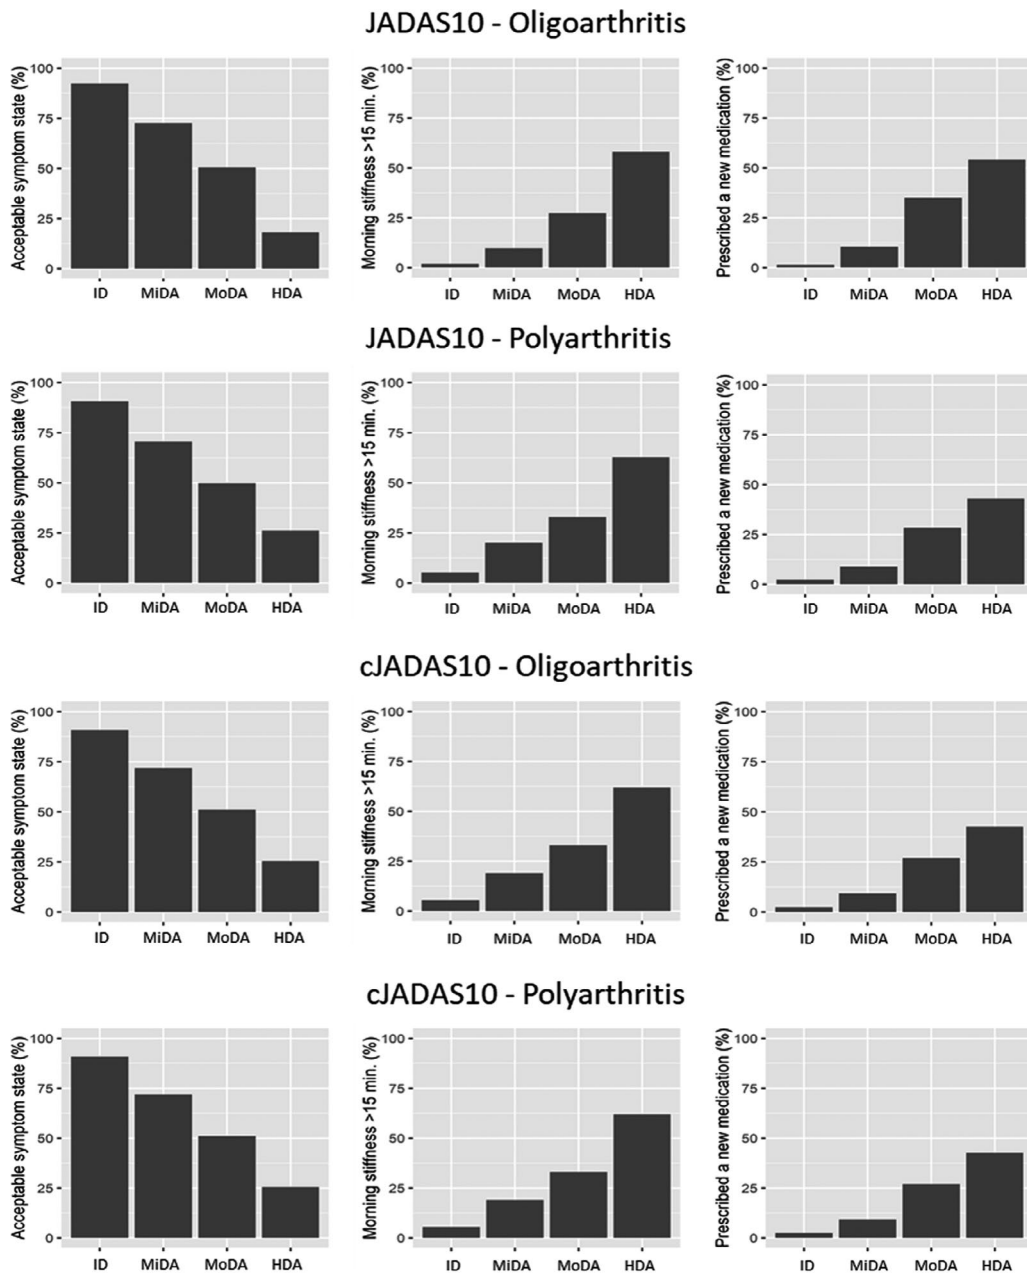 JADAS10 - Oligoarthritis
Acceptable symptom state (%)
100
75
50
25
0
ID MiDA MoDA HDA
Morning stiffness >15 min. (%)
100
75
50
25
0
ID MiDA MoDA HDA
Prescribed a new medication (%)
100
75
50
25
0
ID MiDA MoDA HDA
JADAS10 - Polyarthritis
Acceptable symptom state (%)
100
75
50
25
0
ID MiDA MoDA HDA
Morning stiffness >15 min. (%)
100
75
50
25
0
ID MiDA MoDA HDA
Prescribed a new medication (%)
100
75
50
25
0
ID MiDA MoDA HDA
cJADAS10 - Oligoarthritis
Acceptable symptom state (%)
100
75
50
25
0
ID MiDA MoDA HDA
Morning stiffness >15 min. (%)
100
75
50
25
0
ID MiDA MoDA HDA
Prescribed a new medication (%)
100
75
50
25
0
ID MiDA MoDA HDA
cJADAS10 - Polyarthritis
Acceptable symptom state (%)
100
75
50
25
0
ID MiDA MoDA HDA
Morning stiffness >15 min. (%)
100
75
50
25
0
ID MiDA MoDA HDA
Prescribed a new medication (%)
100
75
50
25
0
ID MiDA MoDA HDA